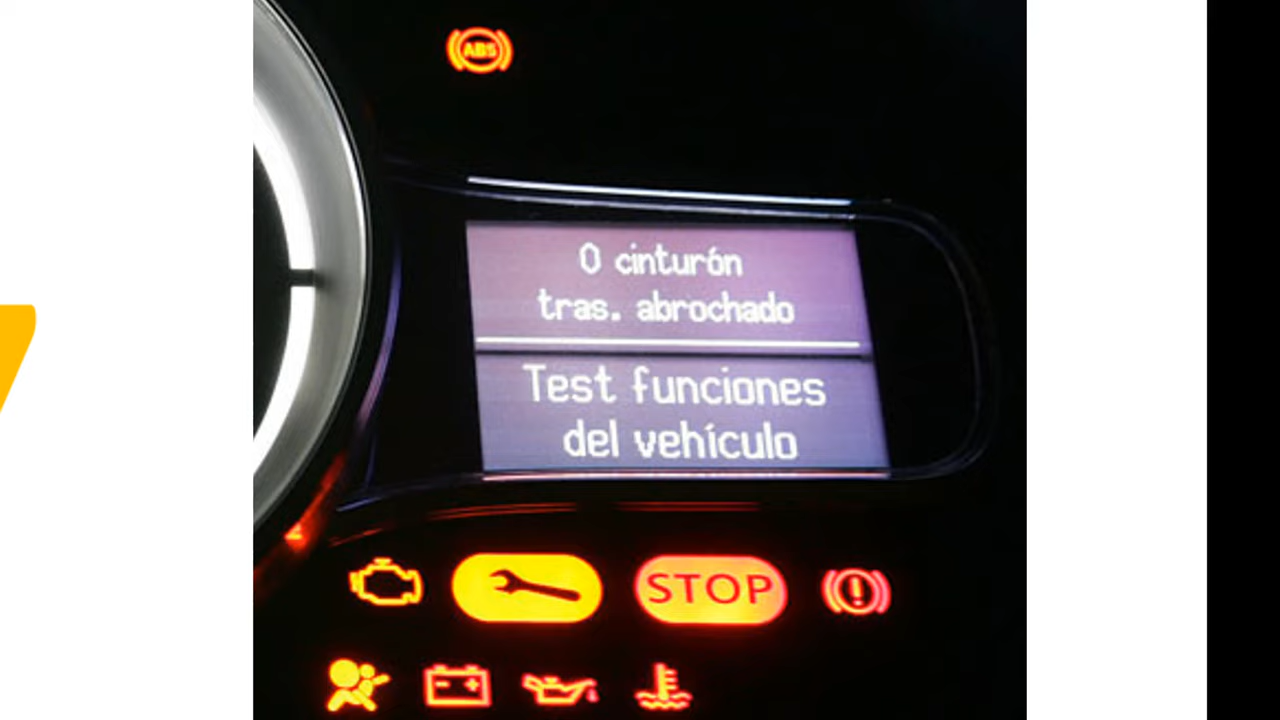 ABS
0 cinturón
tras. abrochado
Test funciones
del vehículo
STOP